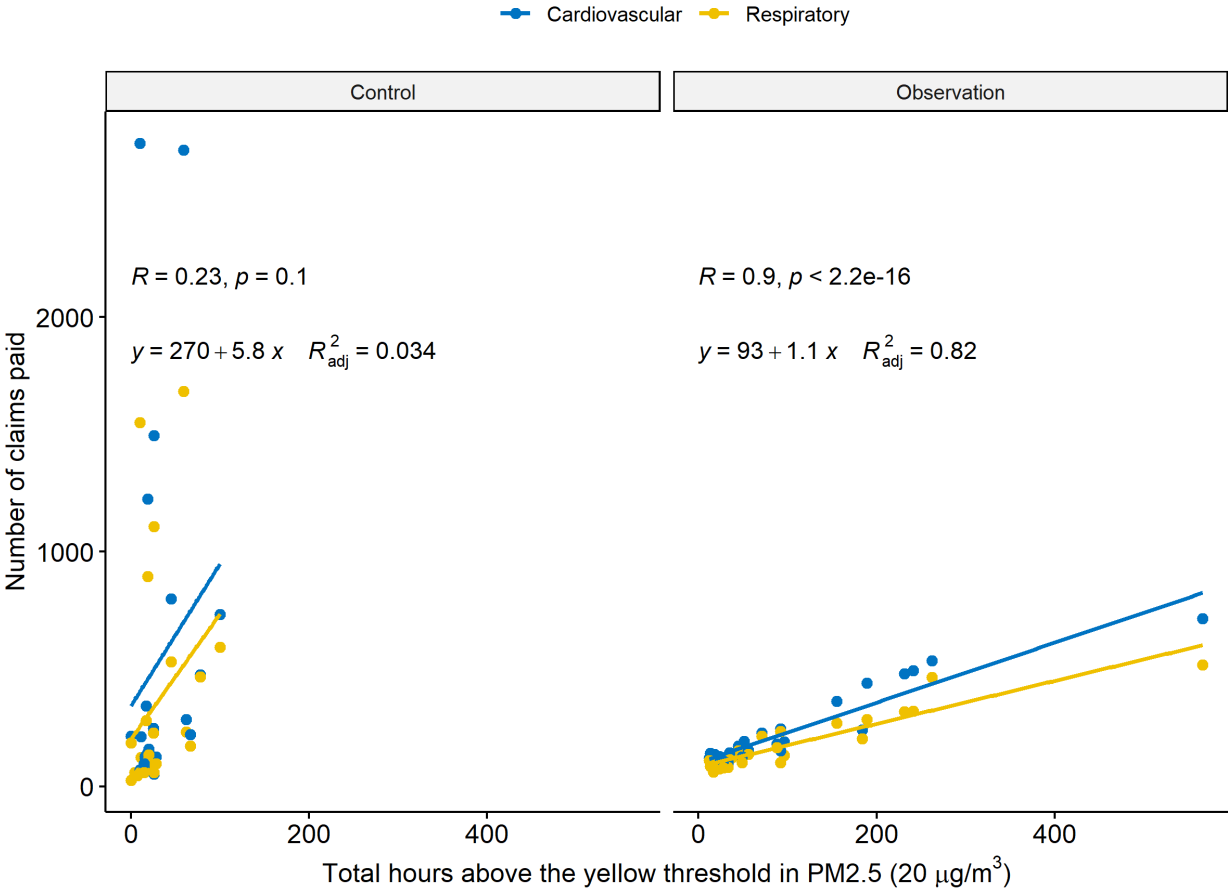 Cardiovascular Respiratory
Control Observation
R = 0.23, p = 0.1
y = 270 + 5.8 x R²adj = 0.034
R = 0.9, p < 2.2e-16
y = 93 + 1.1 x R²adj = 0.82
Number of claims paid
2000
1000
0
0 200 400
0 200 400
Total hours above the yellow threshold in PM2.5 (20 μg/m³)